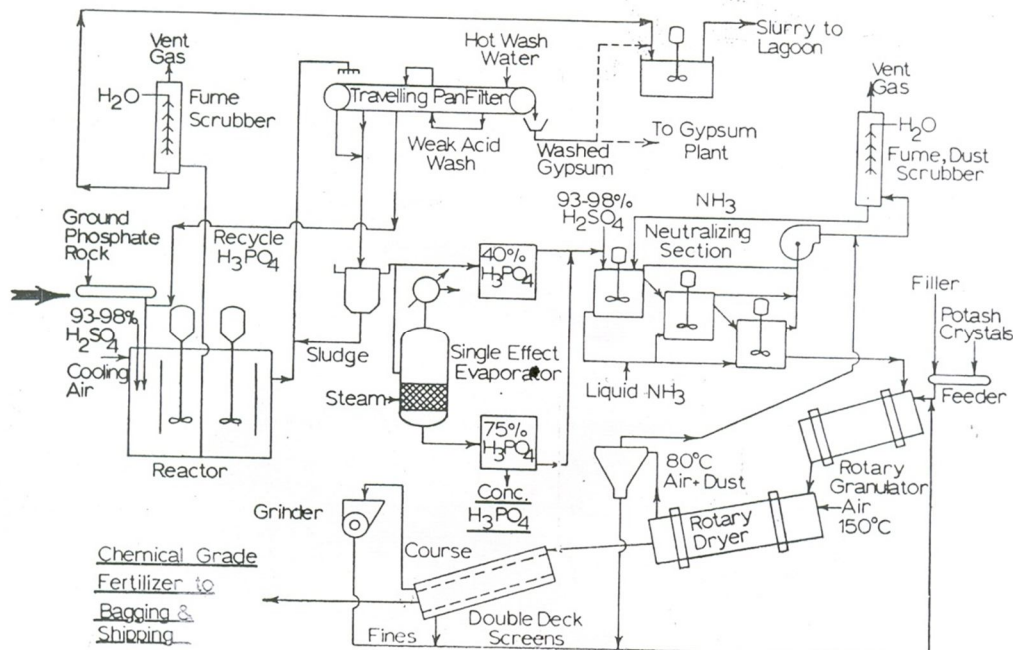 Slurry to
Lagoon
Vent
Gas
H₂O
Fume
Scrubber
Hot Wash
Water
Travelling PanFilter
Weak Acid
Wash
Washed
Gypsum
To Gypsum
Plant
Vent
Gas
H₂O
Fume, Dust
Scrubber
Ground
Phosphate
Rock
Recycle
H₃PO₄
93-98%
H₂SO₄
NH₃
Neutralizing
Section
40%
H₃PO₄
93-98%
H₂SO₄
Cooling
Air
Sludge
Single Effect
Evaporator
Steam
Liquid NH₃
Filler
Potash
Crystals
Feeder
Reactor
75%
H₃PO₄
Conc.
H₃PO₄
80°C
Air+Dust
Rotary
Granulator
Air
150°C
Rotary
Dryer
Grinder
Course
Double Deck
Screens
Fines
Chemical Grade
Fertilizer to
Bagging &
Shipping